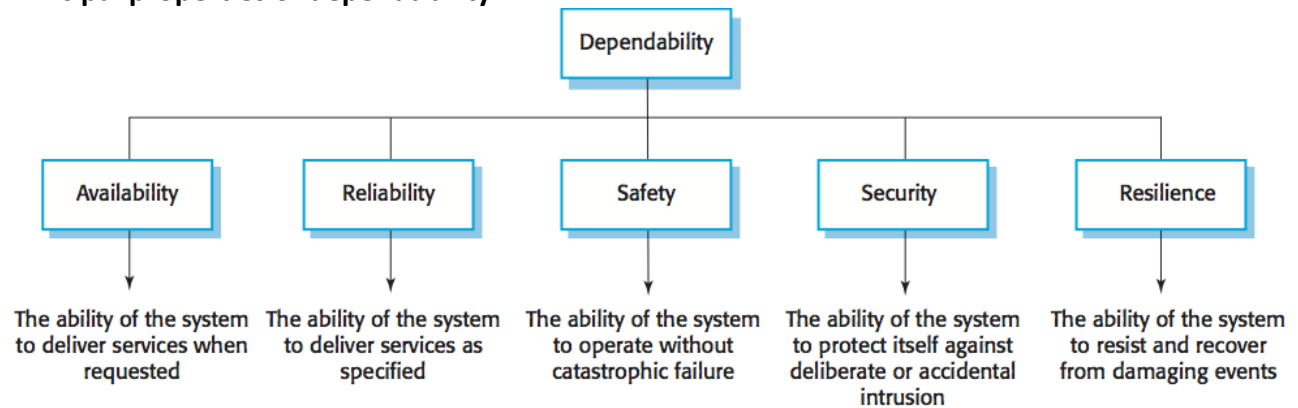 properties
dependability
Dependability
Availability
Reliability
Safety
Security
Resilience
The ability of the system
to deliver services when
requested
The ability of the system
to deliver services as
specified
The ability of the system
to operate without
catastrophic failure
The ability of the system
to protect itself against
deliberate or accidental
intrusion
The ability of the system
to resist and recover
from damaging events